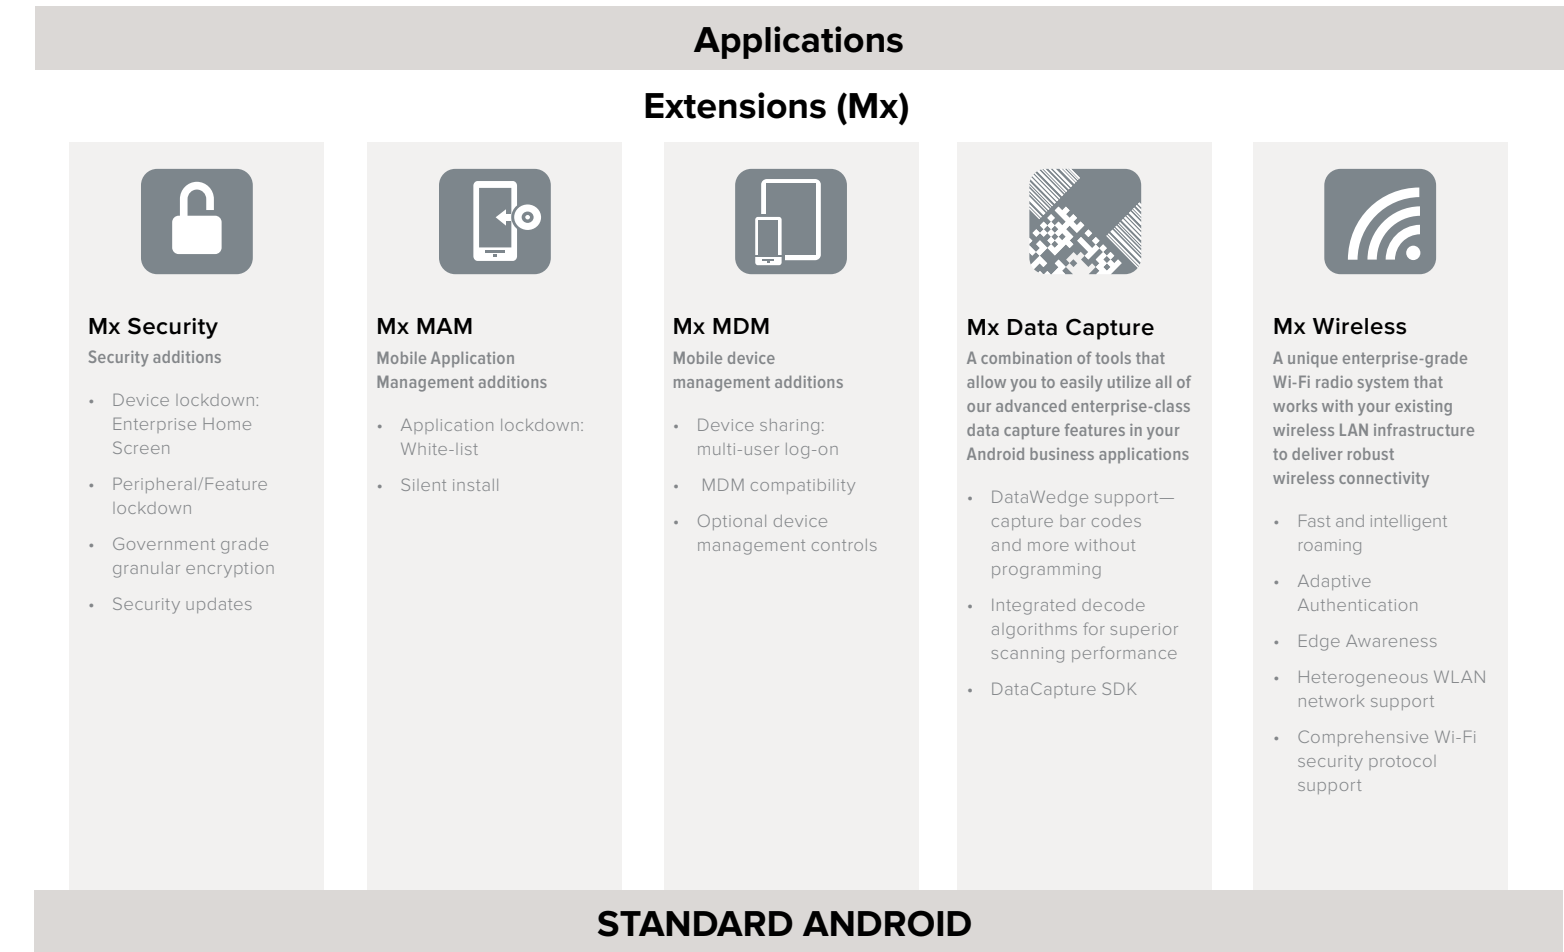 Applications
Extensions (Mx)
Mx Security
Security additions
• Device lockdown:
Enterprise Home
Screen
• Peripheral/Feature
lockdown
• Government grade
granular encryption
• Security updates
Mx MAM
Mobile Application
Management additions
• Application lockdown:
White-list
• Silent install
Mx MDM
Mobile device
management additions
• Device sharing:
multi-user log-on
• MDM compatibility
• Optional device
management controls
Mx Data Capture
A combination of tools that
allow you to easily utilize all of
our advanced enterprise-class
data capture features in your
Android business applications
• DataWedge support—
capture bar codes
and more without
programming
• Integrated decode
algorithms for superior
scanning performance
• DataCapture SDK
Mx Wireless
A unique enterprise-grade
Wi-Fi radio system that
works with your existing
wireless LAN infrastructure
to deliver robust
wireless connectivity
• Fast and intelligent
roaming
• Adaptive
Authentication
• Edge Awareness
• Heterogeneous WLAN
network support
• Comprehensive Wi-Fi
security protocol
support
STANDARD ANDROID